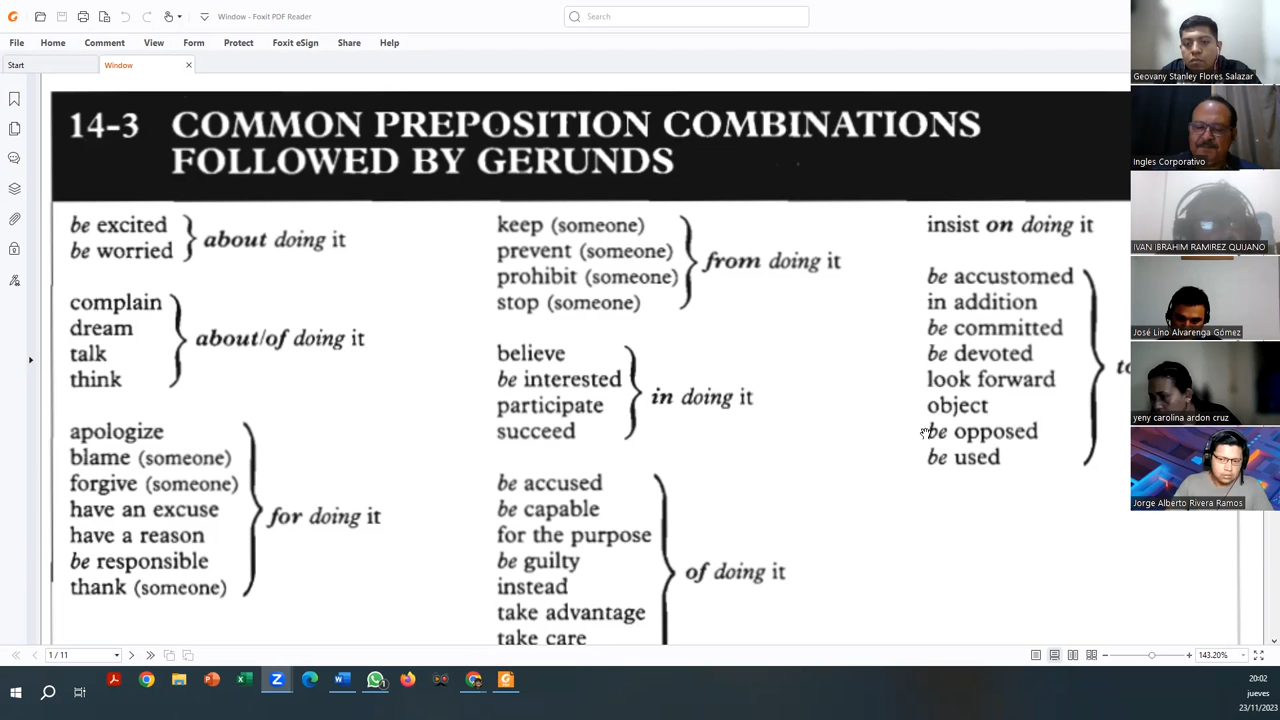 Window - Foxit PDF Reader
Search
File Home Comment View Form Protect Foxit eSign Share Help
Start
Window
14-3 COMMON PREPOSITION COMBINATIONS
FOLLOWED BY GERUNDS
be excited
be worried
about doing it
complain
dream
talk
think
about/of doing it
apologize
blame (someone)
forgive (someone)
have an excuse
have a reason
be responsible
thank (someone)
for doing it
keep (someone)
prevent (someone)
prohibit (someone)
stop (someone)
from doing it
believe
be interested
participate
succeed
in doing it
be accused
be capable
for the purpose
be guilty
instead
take advantage
take care
of doing it
insist on doing it
be accustomed
in addition
be committed
be devoted
look forward
object
be opposed
be used
to
Geovany Stanley Flores Salazar
Ingles Corporativo
IVAN IBRAHIM RAMIREZ QUIJANO
José Lino Alvarenga Gómez
yeny carolina ardon cruz
Jorge Alberto Rivera Ramos
1 / 11
143.20%
20:02
jueves
23/11/2023